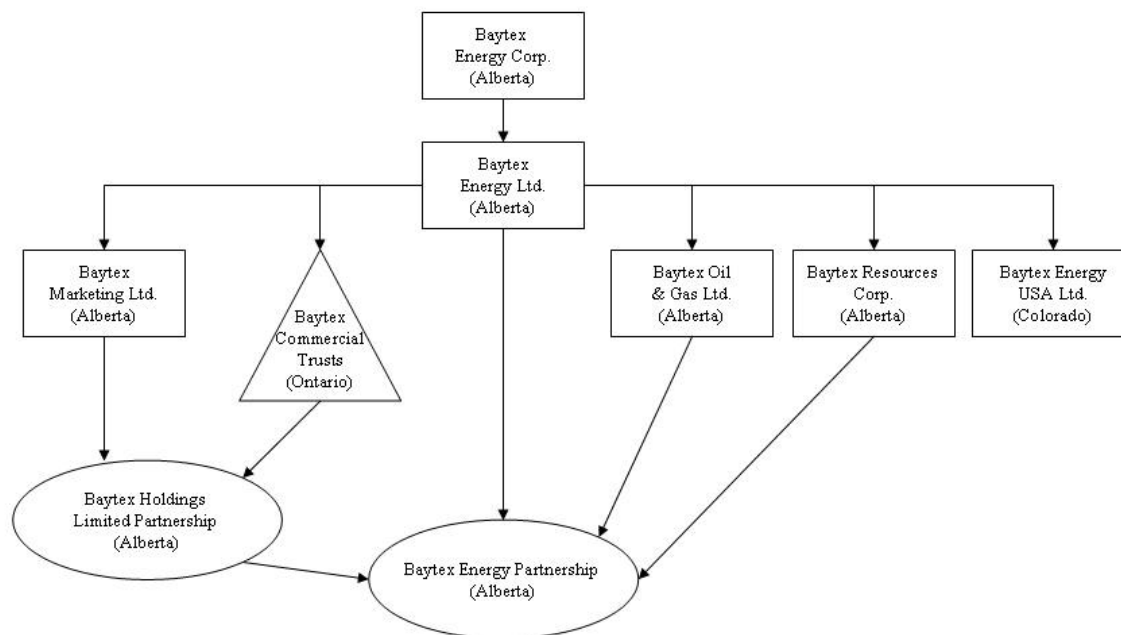 Baytex
Energy Corp.
(Alberta)
Baytex
Energy Ltd.
(Alberta)
Baytex
Marketing Ltd.
(Alberta)
Baytex
Commercial
Trusts
(Ontario)
Baytex Oil
& Gas Ltd.
(Alberta)
Baytex Resources
Corp.
(Alberta)
Baytex Energy
USA Ltd.
(Colorado)
Baytex Holdings
Limited Partnership
(Alberta)
Baytex Energy Partnership
(Alberta)